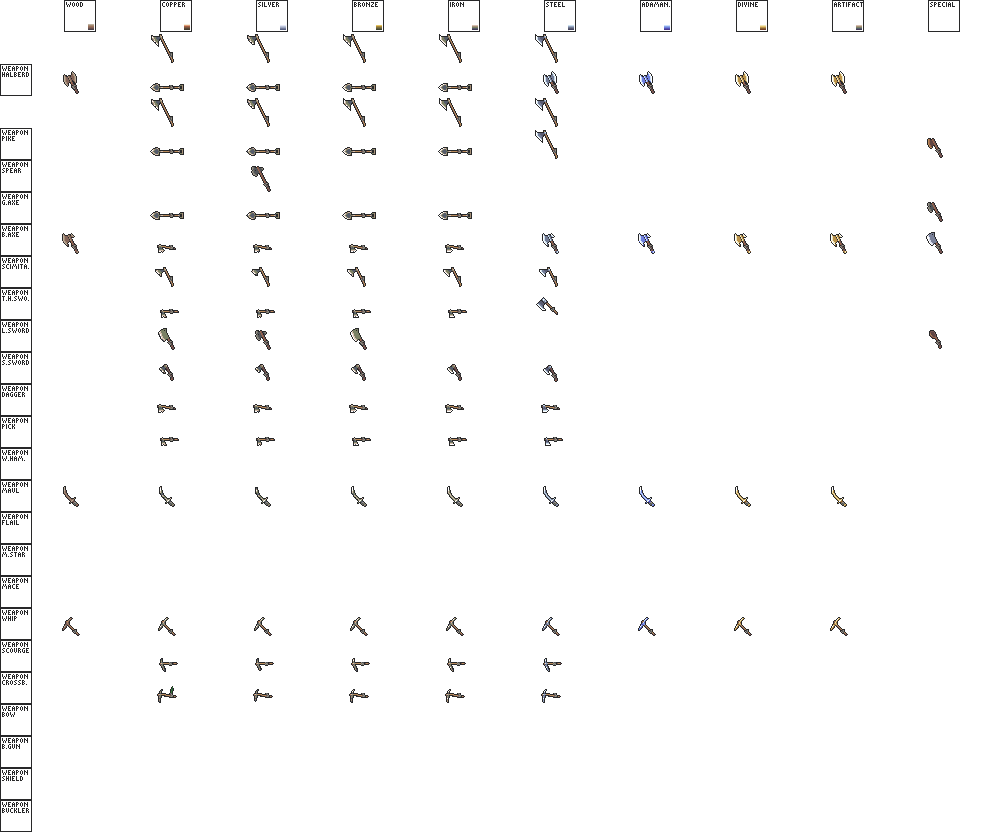 WOOD COPPER SILVER BRONZE IRON STEEL ADAMAN. DIVINE ARTIFACT SPECIAL
WEAPON
HALBERD
WEAPON
PIKE
WEAPON
SPEAR
WEAPON
G.AXE
WEAPON
B.AXE
WEAPON
SCIMITA.
WEAPON
T.H.SWO.
WEAPON
L.SWORD
WEAPON
S.SWORD
WEAPON
DAGGER
WEAPON
PICK
WEAPON
W.HAM.
WEAPON
MAUL
WEAPON
FLAIL
WEAPON
M.STAR
WEAPON
MACE
WEAPON
WHIP
WEAPON
SCOURGE
WEAPON
CROSSB.
WEAPON
BOW
WEAPON
B.GUN
WEAPON
SHIELD
WEAPON
BUCKLER